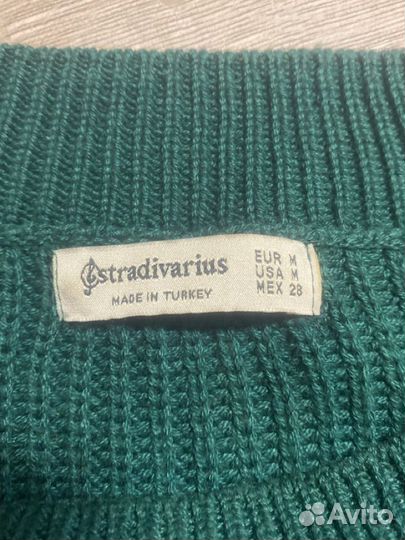 Stradivarius
MADE IN TURKEY
EUR M
USA M
MEX 28
Avito